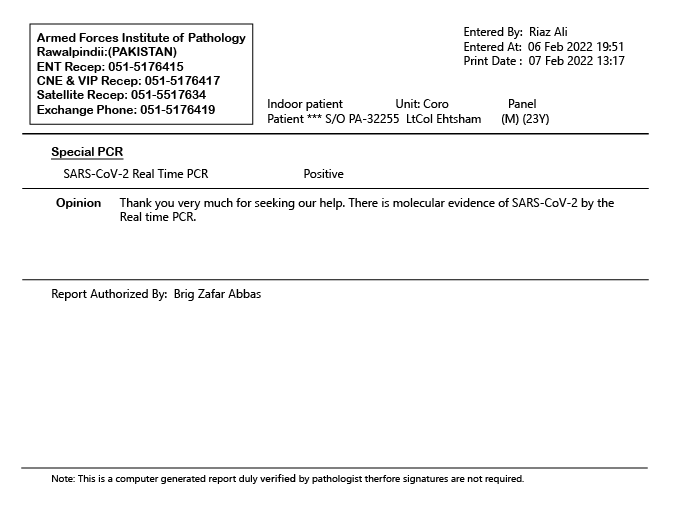 Armed Forces Institute of Pathology
Rawalpindii:(PAKISTAN)
ENT Recep: 051-5176415
CNE & VIP Recep: 051-5176417
Satellite Recep: 051-5517634
Exchange Phone: 051-5176419
Entered By: Riaz Ali
Entered At: 06 Feb 2022 19:51
Print Date : 07 Feb 2022 13:17
Indoor patient Unit: Coro Panel
Patient *** S/O PA-32255 LtCol Ehtsham (M) (23Y)
Special PCR
SARS-CoV-2 Real Time PCR Positive
Opinion Thank you very much for seeking our help. There is molecular evidence of SARS-CoV-2 by the
Real time PCR.
Report Authorized By: Brig Zafar Abbas
Note: This is a computer generated report duly verified by pathologist therfore signatures are not required.